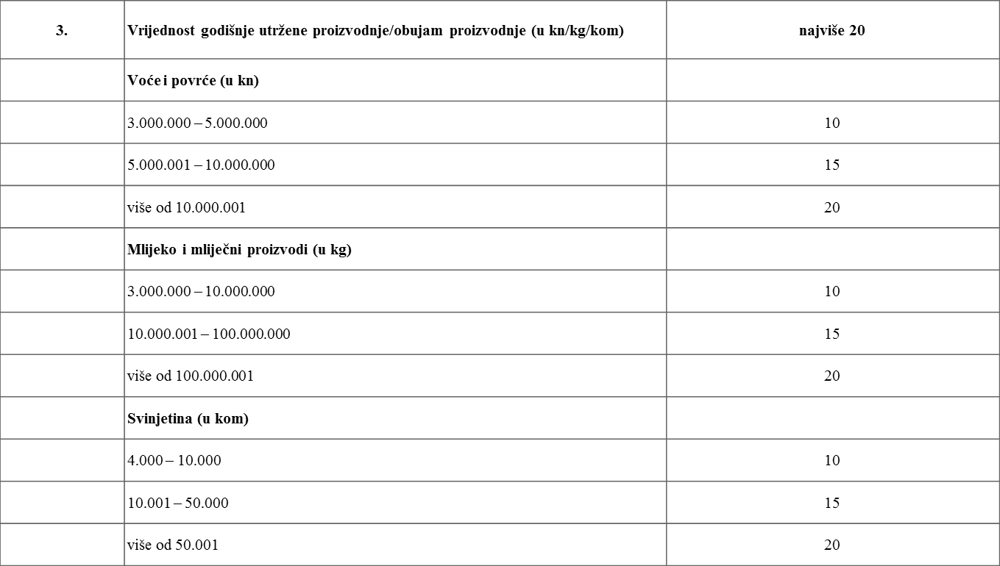 3. Vrijednost godišnje utržene proizvodnje/obujam proizvodnje (u kn/kg/kom) najviše 20
Voće i povrće (u kn)
3.000.000 – 5.000.000 10
5.000.001 – 10.000.000 15
više od 10.000.001 20
Mlijeko i mliječni proizvodi (u kg)
3.000.000 – 10.000.000 10
10.000.001 – 100.000.000 15
više od 100.000.001 20
Svinjetina (u kom)
4.000 – 10.000 10
10.001 – 50.000 15
više od 50.001 20